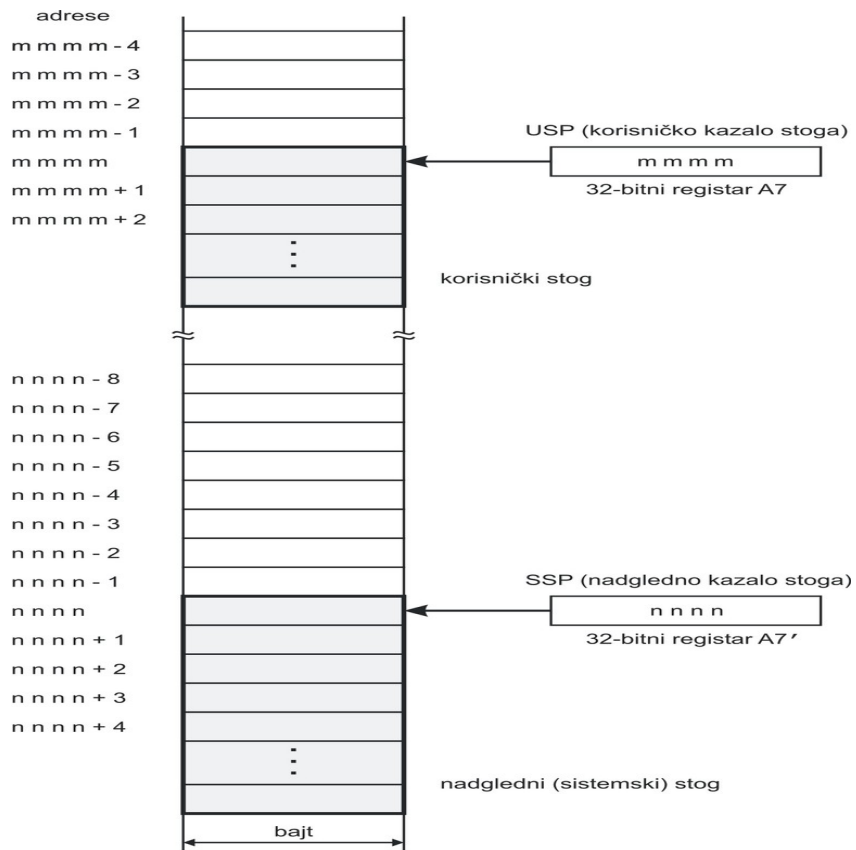 adrese
m m m m - 4
m m m m - 3
m m m m - 2
m m m m - 1
USP (korisničko kazalo stoga)
m m m m
m m m m
m m m m + 1
32-bitni registar A7
m m m m + 2
korisnički stog
n n n n - 8
n n n n - 7
n n n n - 6
n n n n - 5
n n n n - 4
n n n n - 3
n n n n - 2
n n n n - 1
SSP (nadgledno kazalo stoga)
n n n n
n n n n
n n n n + 1
32-bitni registar A7′
n n n n + 2
n n n n + 3
n n n n + 4
nadgledni (sistemski) stog
bajt